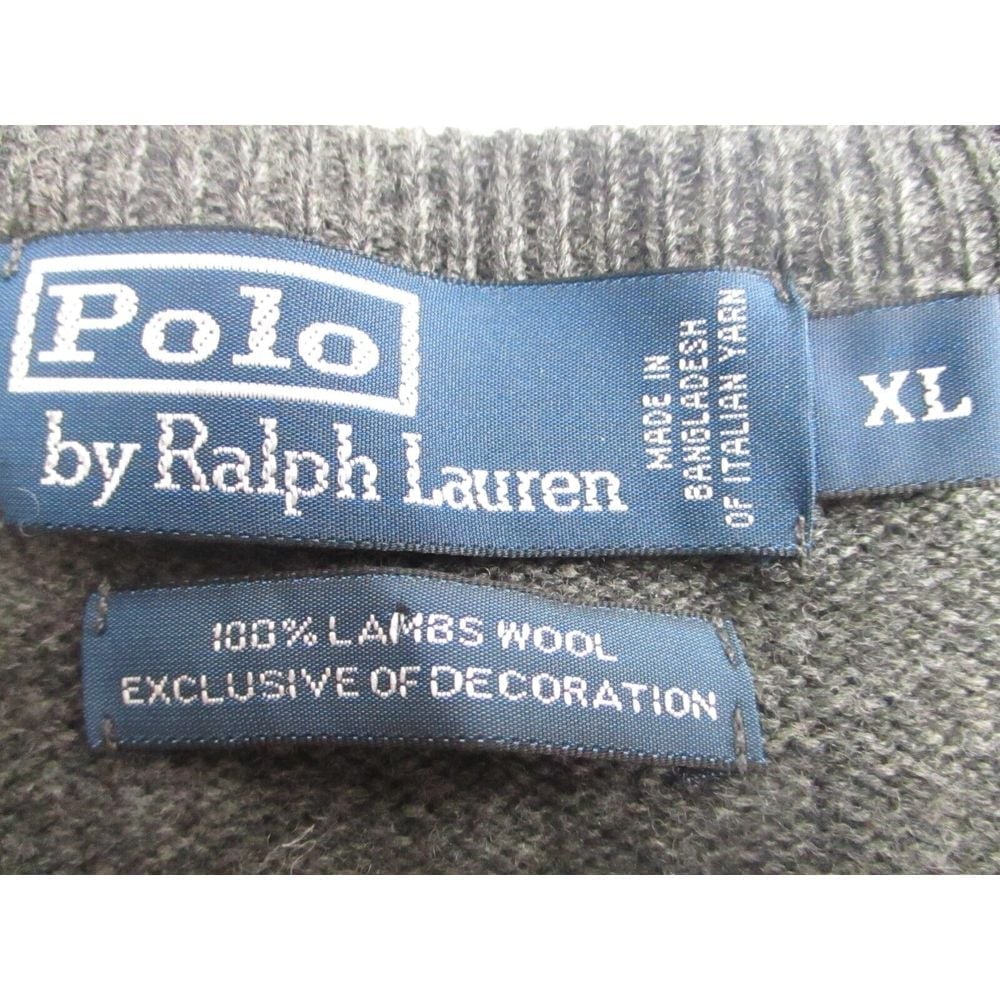 Polo
by Ralph Lauren
MADE IN
BANGLADESH
OF ITALIAN YARN
XL
100% LAMBS WOOL
EXCLUSIVE OF DECORATION